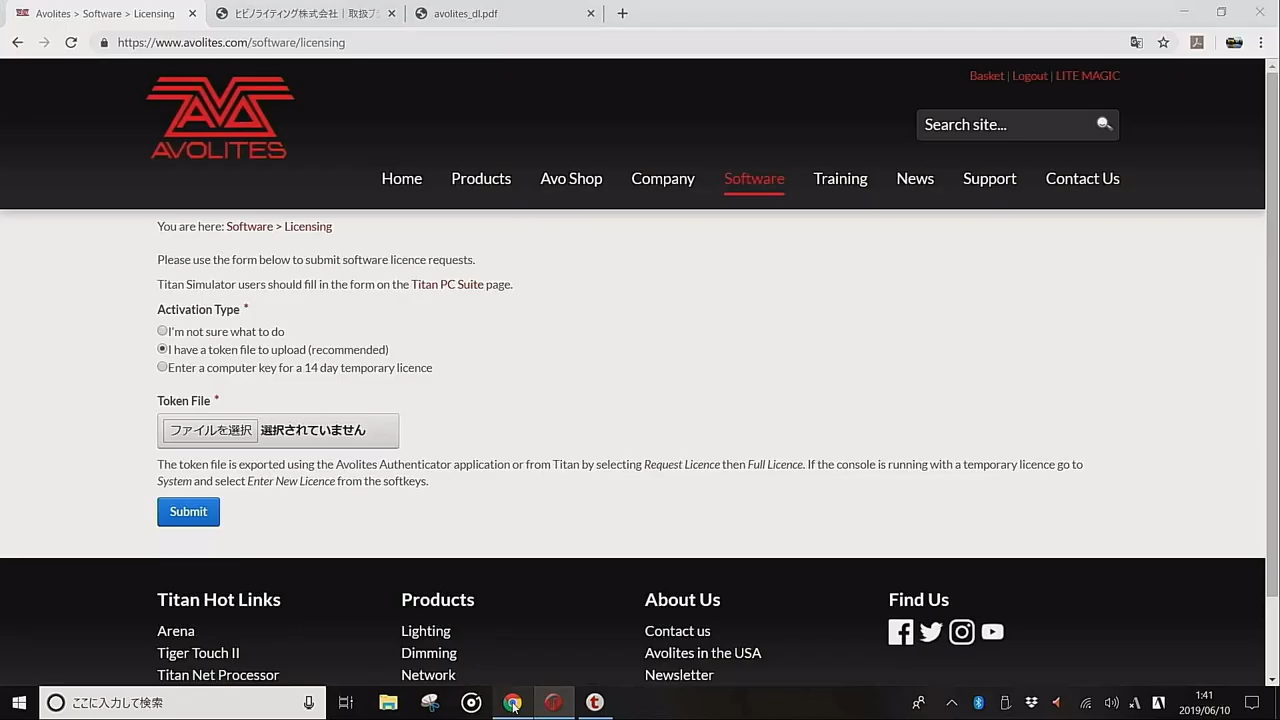 Avolites > Software > Licensing
ヒビノライティング株式会社 | 取扱ブ
avolites_dl.pdf
https://www.avolites.com/software/licensing
Basket | Logout | LITE MAGIC
AVOLITES
Search site...
Home Products Avo Shop Company Software Training News Support Contact Us
You are here: Software > Licensing
Please use the form below to submit software licence requests.
Titan Simulator users should fill in the form on the Titan PC Suite page.
Activation Type *
I'm not sure what to do
I have a token file to upload (recommended)
Enter a computer key for a 14 day temporary licence
Token File *
ファイルを選択 選択されていません
The token file is exported using the Avolites Authenticator application or from Titan by selecting Request Licence then Full Licence. If the console is running with a temporary licence go to
System and select Enter New Licence from the softkeys.
Submit
Titan Hot Links Products About Us Find Us
Arena Lighting Contact us
Tiger Touch II Dimming Avolites in the USA
Titan Net Processor Network Newsletter
ここに入力して検索
1:41
2019/06/10